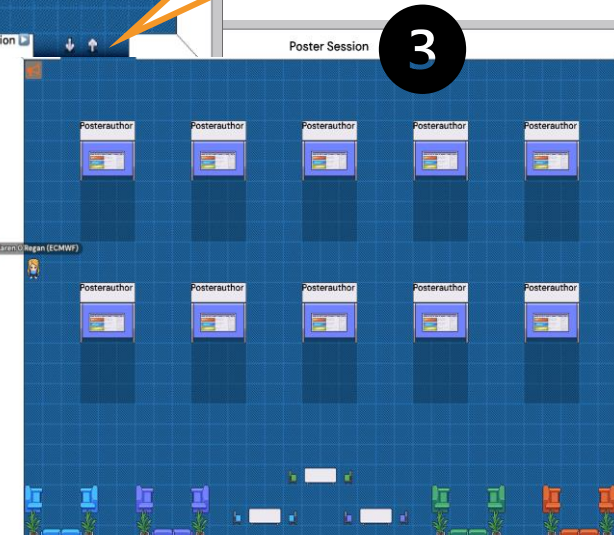 ion
Poster Session
3
Posterauthor Posterauthor Posterauthor Posterauthor Posterauthor
aren O'Regan (ECMWF)
Posterauthor Posterauthor Posterauthor Posterauthor Posterauthor